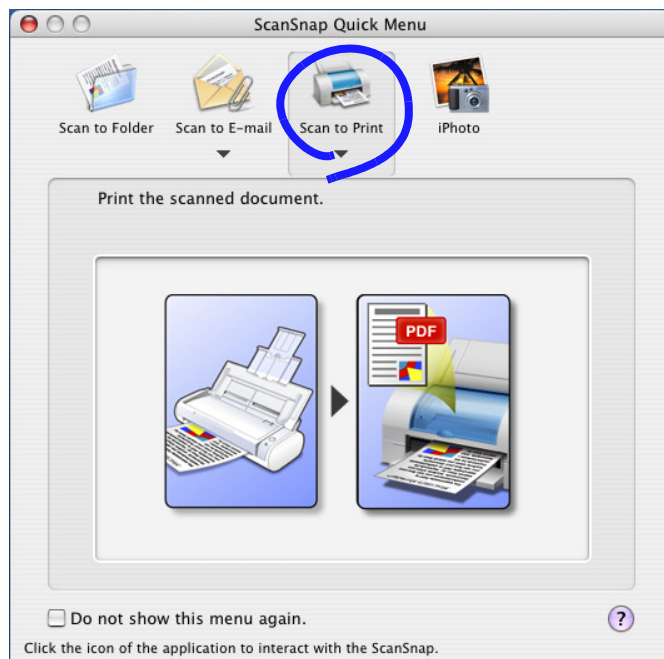 ScanSnap Quick Menu
Scan to Folder Scan to E-mail Scan to Print iPhoto
Print the scanned document.
PDF
Do not show this menu again.
?
Click the icon of the application to interact with the ScanSnap.